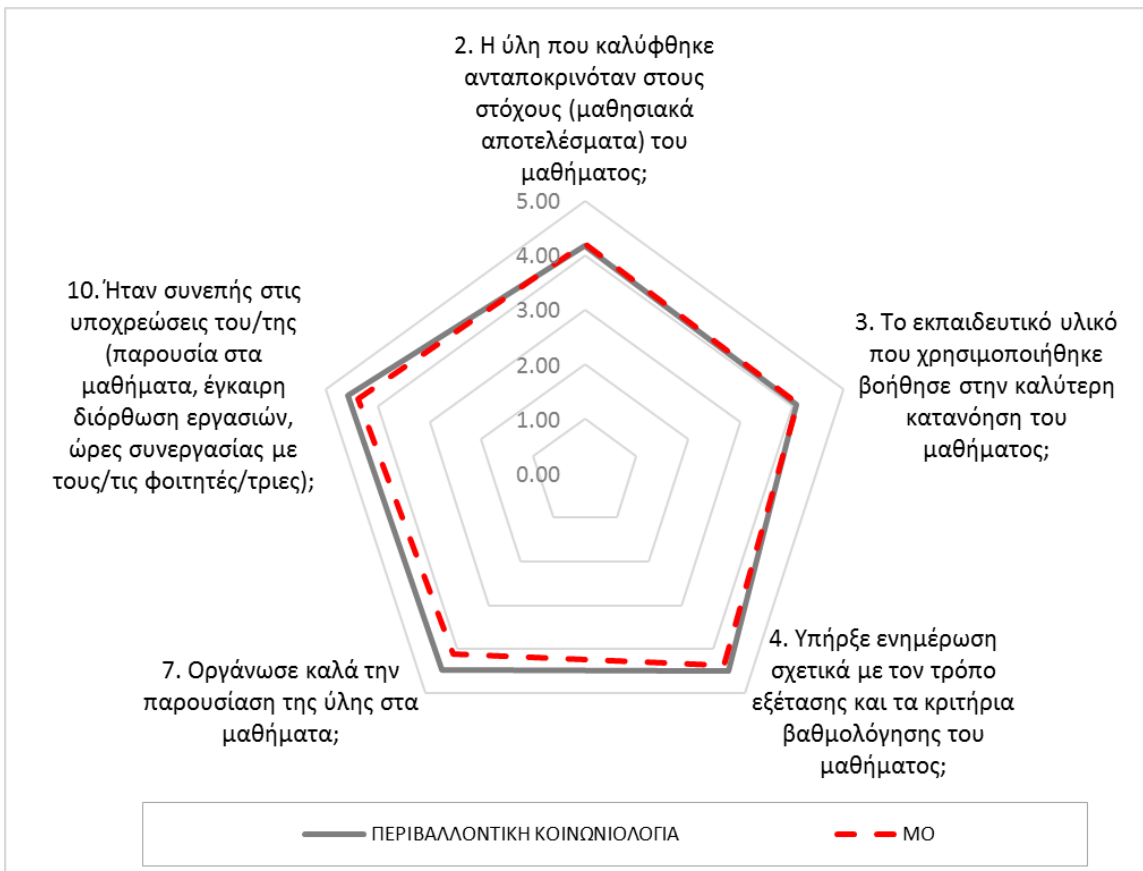 2. Η ύλη που καλύφθηκε
ανταποκρινόταν στους
στόχους (μαθησιακά
αποτελέσματα) του
μαθήματος;
5.00
4.00
3.00
2.00
1.00
0.00
10. Ήταν συνεπής στις
υποχρεώσεις του/της
(παρουσία στα
μαθήματα, έγκαιρη
διόρθωση εργασιών,
ώρες συνεργασίας με
τους/τις φοιτητές/τριες);
3. Το εκπαιδευτικό υλικό
που χρησιμοποιήθηκε
βοήθησε στην καλύτερη
κατανόηση του
μαθήματος;
7. Οργάνωσε καλά την
παρουσίαση της ύλης στα
μαθήματα;
4. Υπήρξε ενημέρωση
σχετικά με τον τρόπο
εξέτασης και τα κριτήρια
βαθμολόγησης του
μαθήματος;
ΠΕΡΙΒΑΛΛΟΝΤΙΚΗ ΚΟΙΝΩΝΙΟΛΟΓΙΑ
ΜΟ